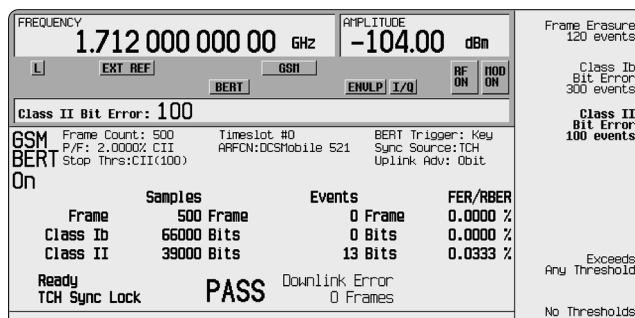 FREQUENCY
1.712 000 000 00 GHz
AMPLITUDE
-104.00 dBm
L
EXT REF
GSM
BERT
ENVLP
I/Q
RF ON
MOD ON
Class II Bit Error: 100
GSM BERT On
Frame Count: 500
P/F: 2.0000% CII
Stop Thrs:CII(100)
Timeslot #0
ARFCN:DCSMobile 521
BERT Trigger: Key
Sync Source:TCH
Uplink Adv: 0bit
Samples Events FER/RBER
Frame 500 Frame 0 Frame 0.0000 %
Class Ib 66000 Bits 0 Bits 0.0000 %
Class II 39000 Bits 13 Bits 0.0333 %
Ready
TCH Sync Lock
PASS
Downlink Error
0 Frames
Frame Erasure
120 events
Class Ib
Bit Error
300 events
Class II
Bit Error
100 events
Exceeds
Any Threshold
No Thresholds